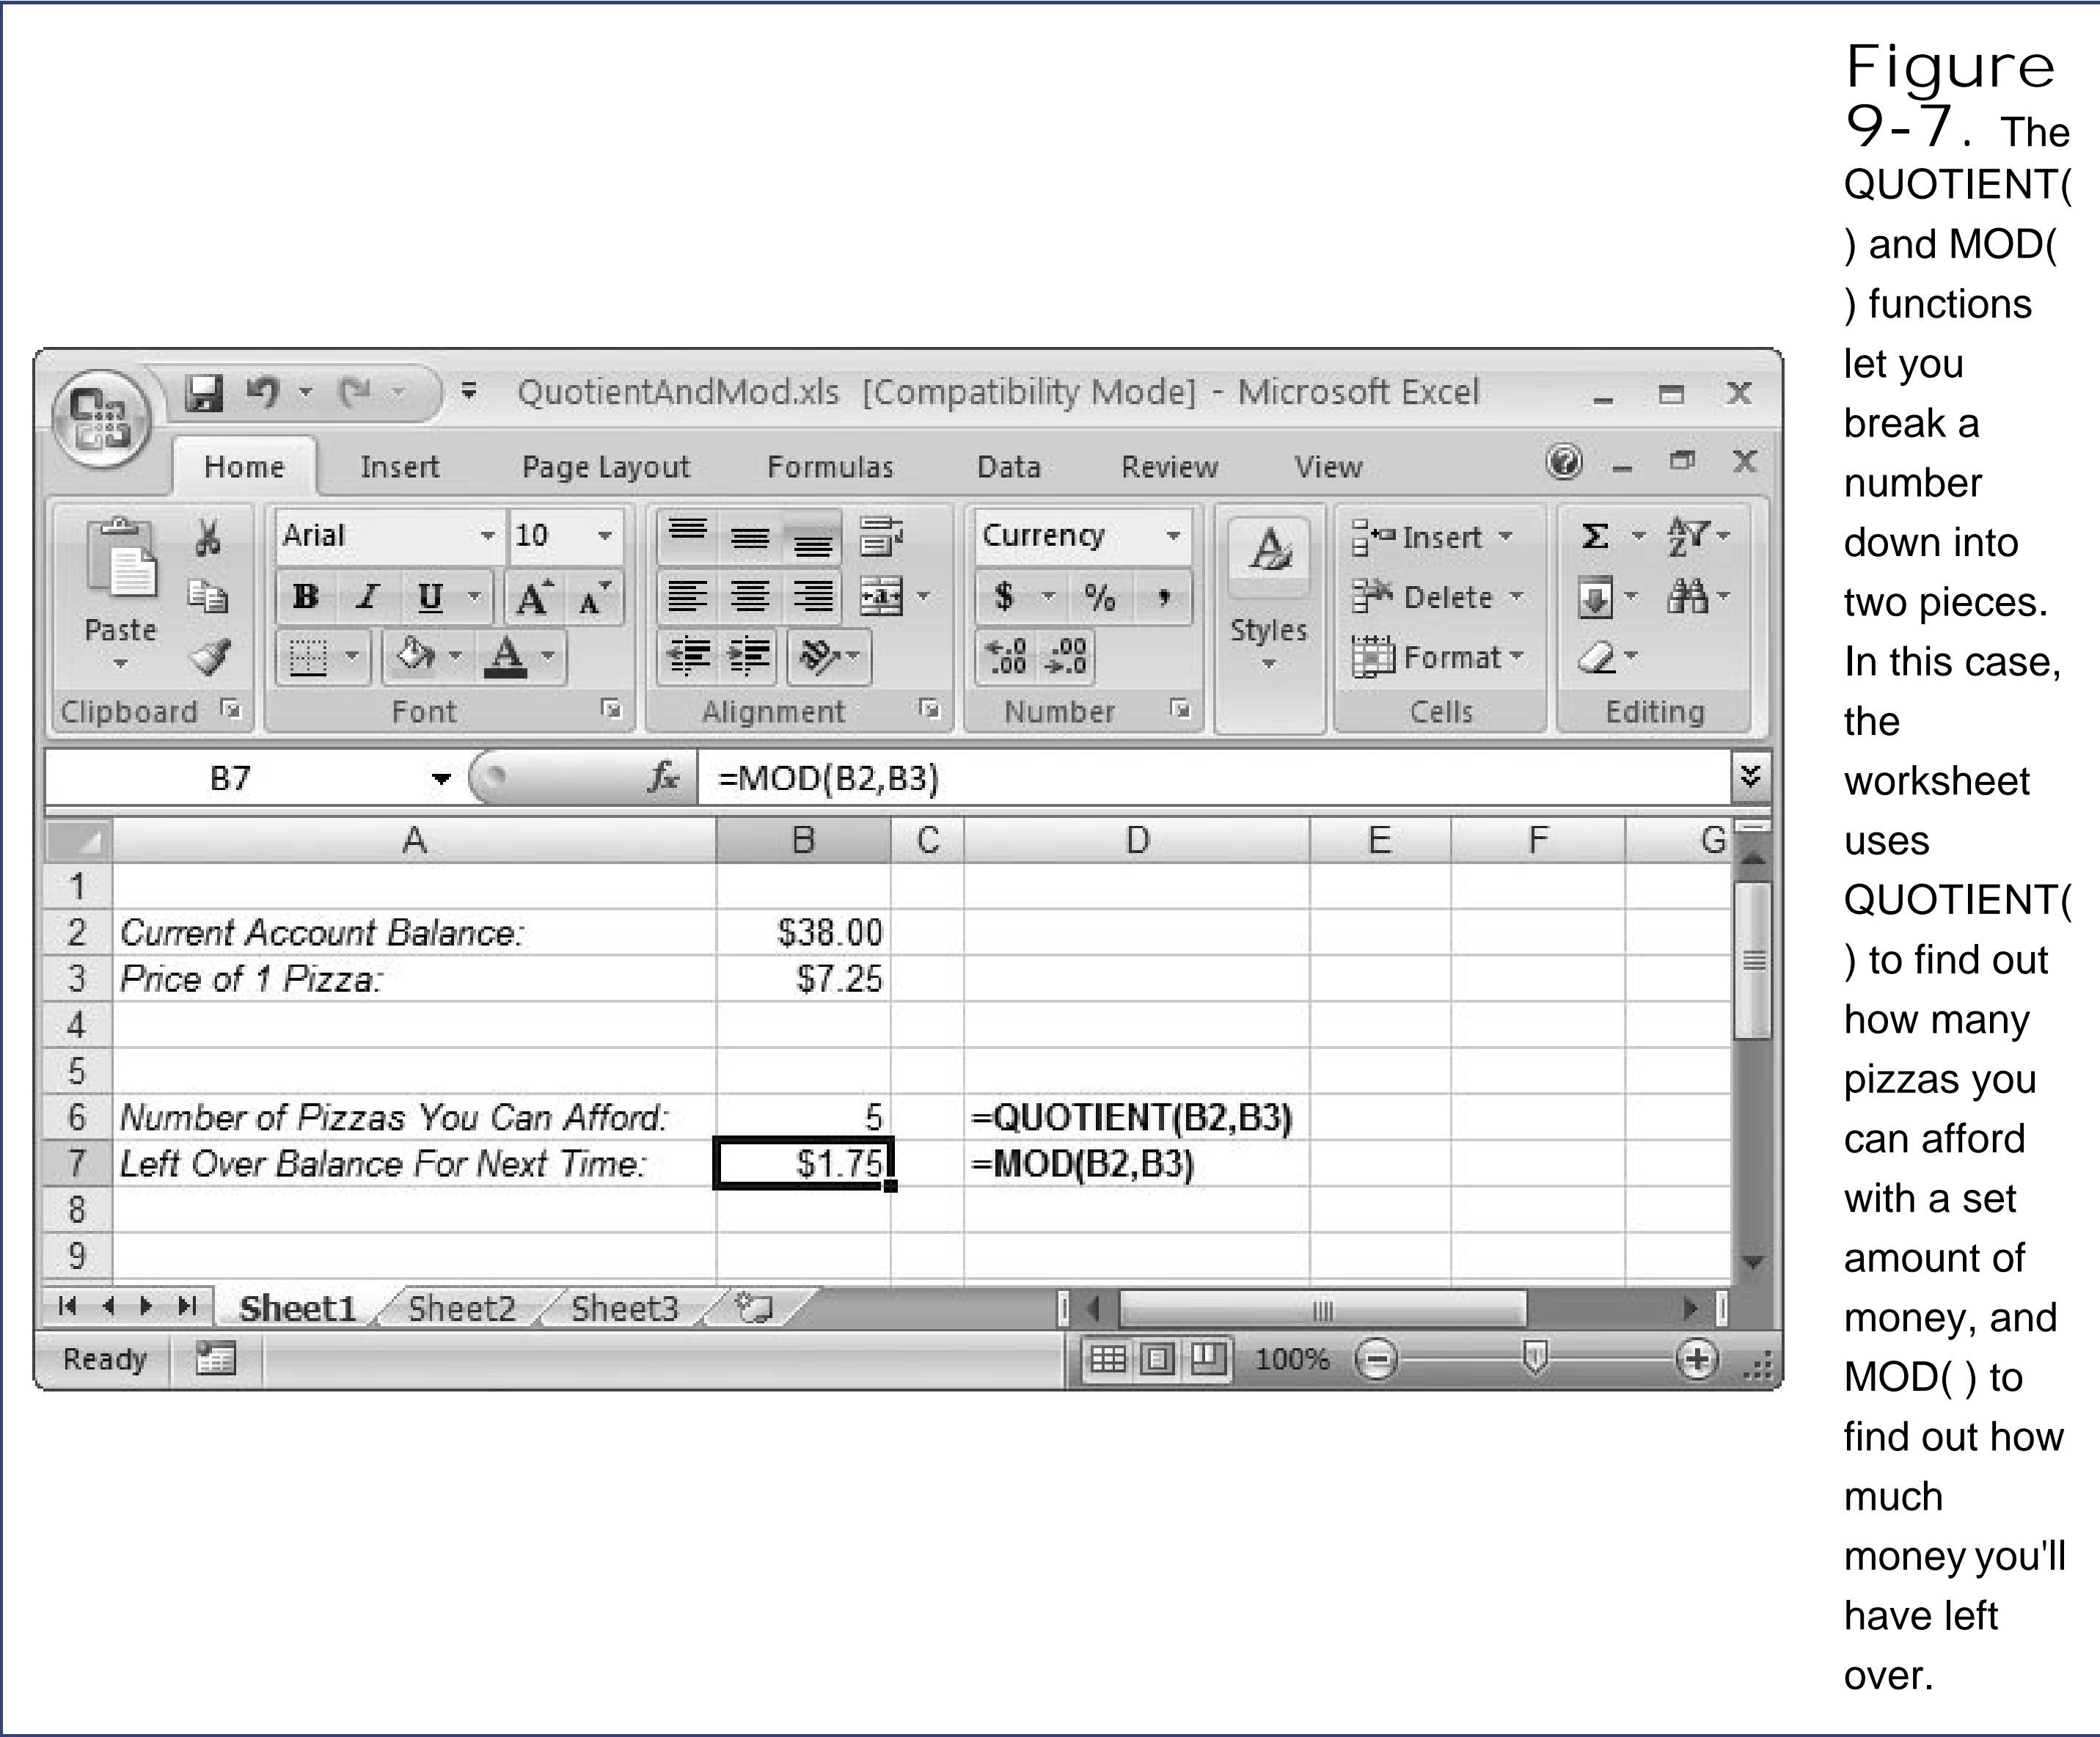 QuotientAndMod.xls [Compatibility Mode] - Microsoft Excel
Home Insert Page Layout Formulas Data Review View
Arial 10 Currency
B I U A A $ % ,
Paste Styles Insert
Delete
Format
Σ A Z
←.0 .00
.00 →.0
Clipboard Font Alignment Number Cells Editing
B7 fx =MOD(B2,B3)
A B C D E F G
1
2 Current Account Balance: $38.00
3 Price of 1 Pizza: $7.25
4
5
6 Number of Pizzas You Can Afford: 5 =QUOTIENT(B2,B3)
7 Left Over Balance For Next Time: $1.75 =MOD(B2,B3)
8
9
Sheet1 Sheet2 Sheet3
Ready 100%
Figure
9-7. The
QUOTIENT(
) and MOD(
) functions
let you
break a
number
down into
two pieces.
In this case,
the
worksheet
uses
QUOTIENT(
) to find out
how many
pizzas you
can afford
with a set
amount of
money, and
MOD( ) to
find out how
much
money you'll
have left
over.